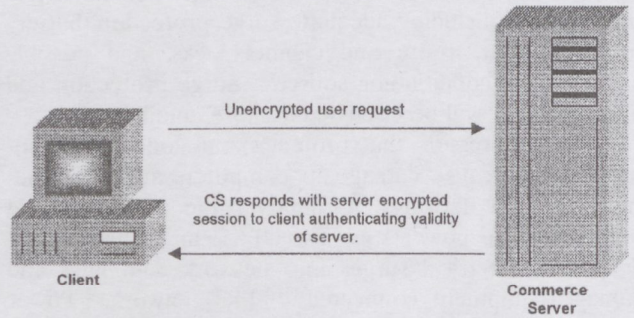 Unencrypted user request
CS responds with server encrypted
session to client authenticating validity
of server.
Client
Commerce
Server